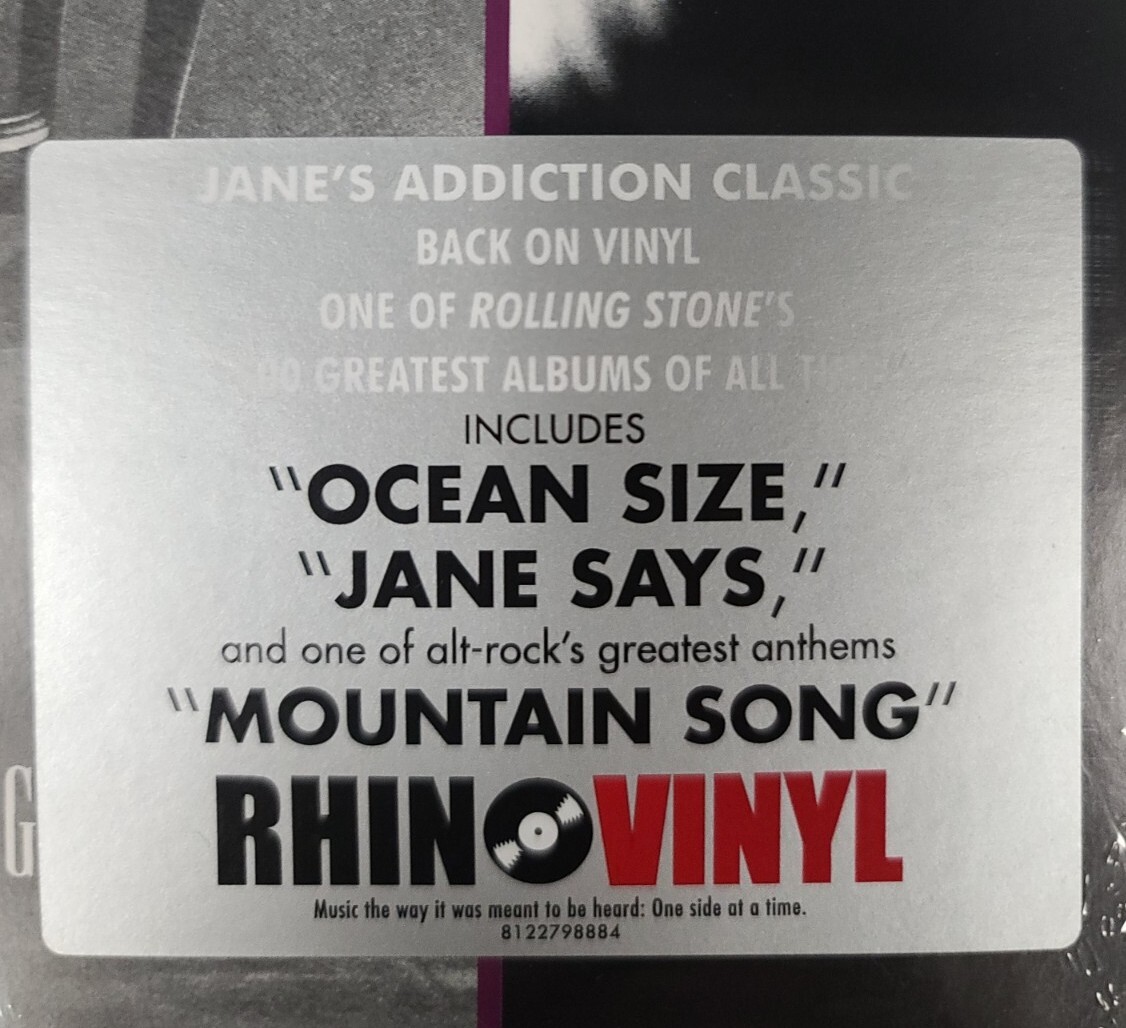 JANE'S ADDICTION CLASSIC
BACK ON VINYL
ONE OF ROLLING STONE'S
GREATEST ALBUMS OF ALL
INCLUDES
"OCEAN SIZE,"
"JANE SAYS,"
and one of alt-rock's greatest anthems
"MOUNTAIN SONG"
RHINO VINYL
Music the way it was meant to be heard: One side at a time.
8122798884
G